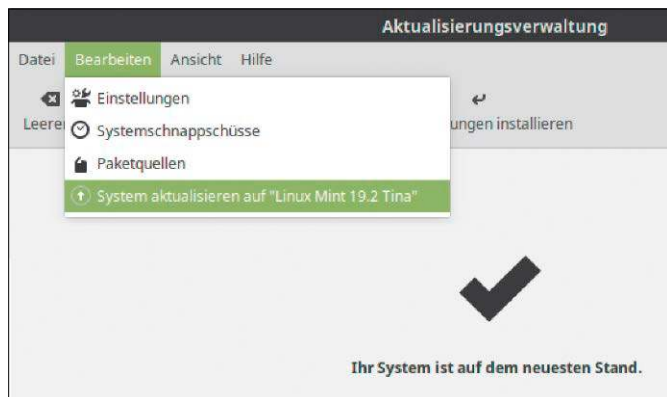 Aktualisierungsverwaltung
Datei Bearbeiten Ansicht Hilfe
Einstellungen
Systemschnappschüsse
Paketquellen
System aktualisieren auf "Linux Mint 19.2 Tina"
Leere
ungen installieren
Ihr System ist auf dem neuesten Stand.